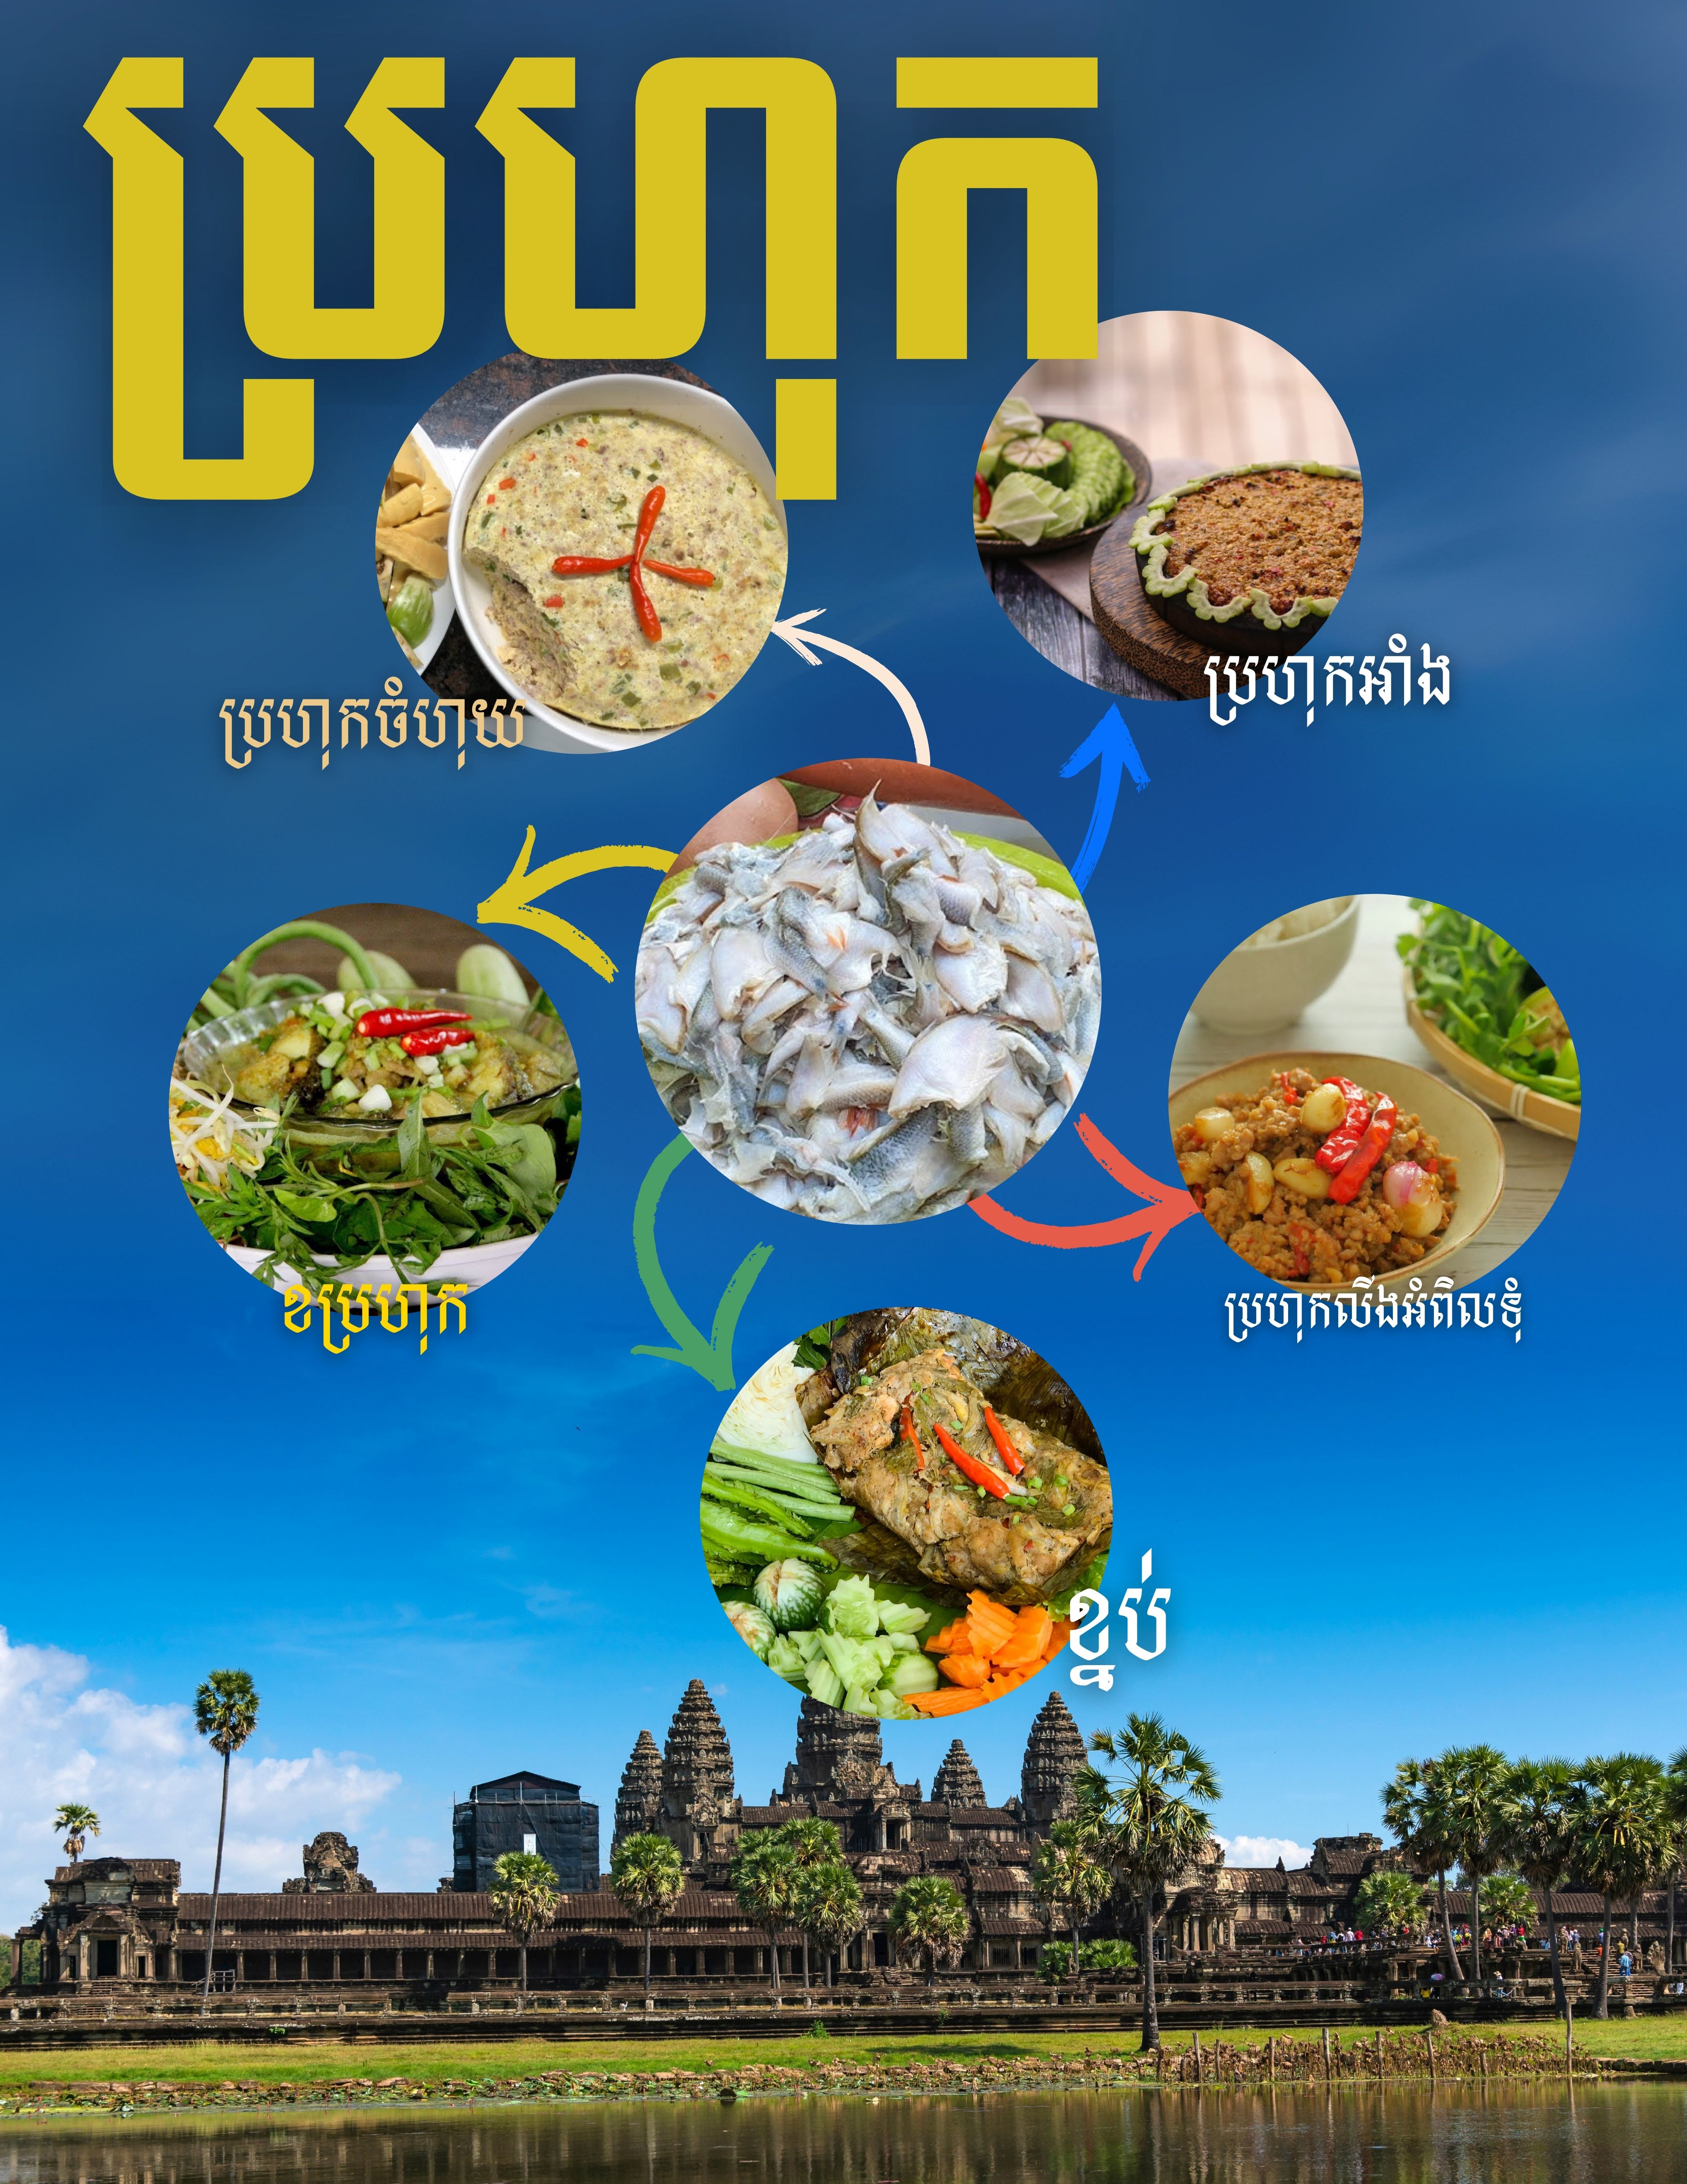 ប្រហុក
ប្រហុកចំហុយ
ប្រហុកអាំង
ខប្រហុក
ប្រហុកលីងអំពិលទុំ
ខ្នប់